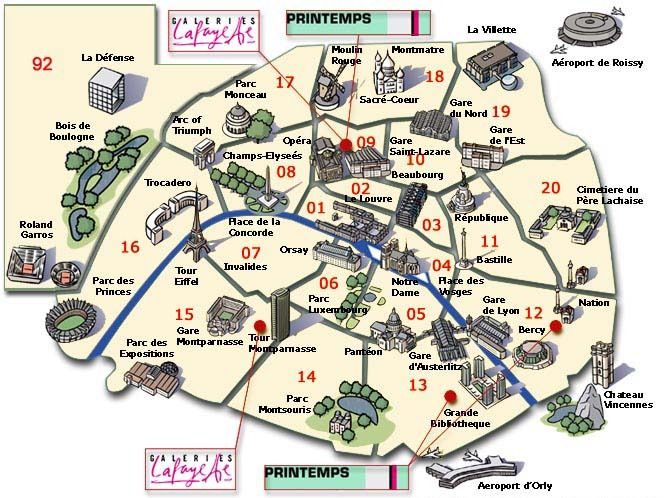 GALERIES
Lafayette
PRINTEMPS
92
La Défense
Moulin
Rouge
Montmatre
La Villette
Aéroport de Roissy
17
18
Parc
Monceau
Sacré-Coeur
Gare
du Nord
19
Bois de
Boulogne
Arc of
Triumph
Opéra
09
Gare
Saint-Lazare
Gare
de l'Est
Champs-Elyseés
10
Beaubourg
08
Trocadero
02
Le Louvre
20
Cimetiere du
Père Lachaise
01
03
République
Place de la
Concorde
Roland
Garros
16
07
Invalides
Orsay
11
Bastille
Tour
Eiffel
04
Parc des
Princes
06
Notre
Dame
Place des
Vosges
Nation
Parc
Luxembourg
Gare
de Lyon
15
Gare
Montparnasse
05
12
Bercy
Tour
Montparnasse
Pantéon
Gare
d'Austerlitz
Parc des
Expositions
14
13
Chateau
Vincennes
Parc
Montsouris
Grande
Bibliotheque
GALERIES
Lafayette
PRINTEMPS
Aeroport d'Orly